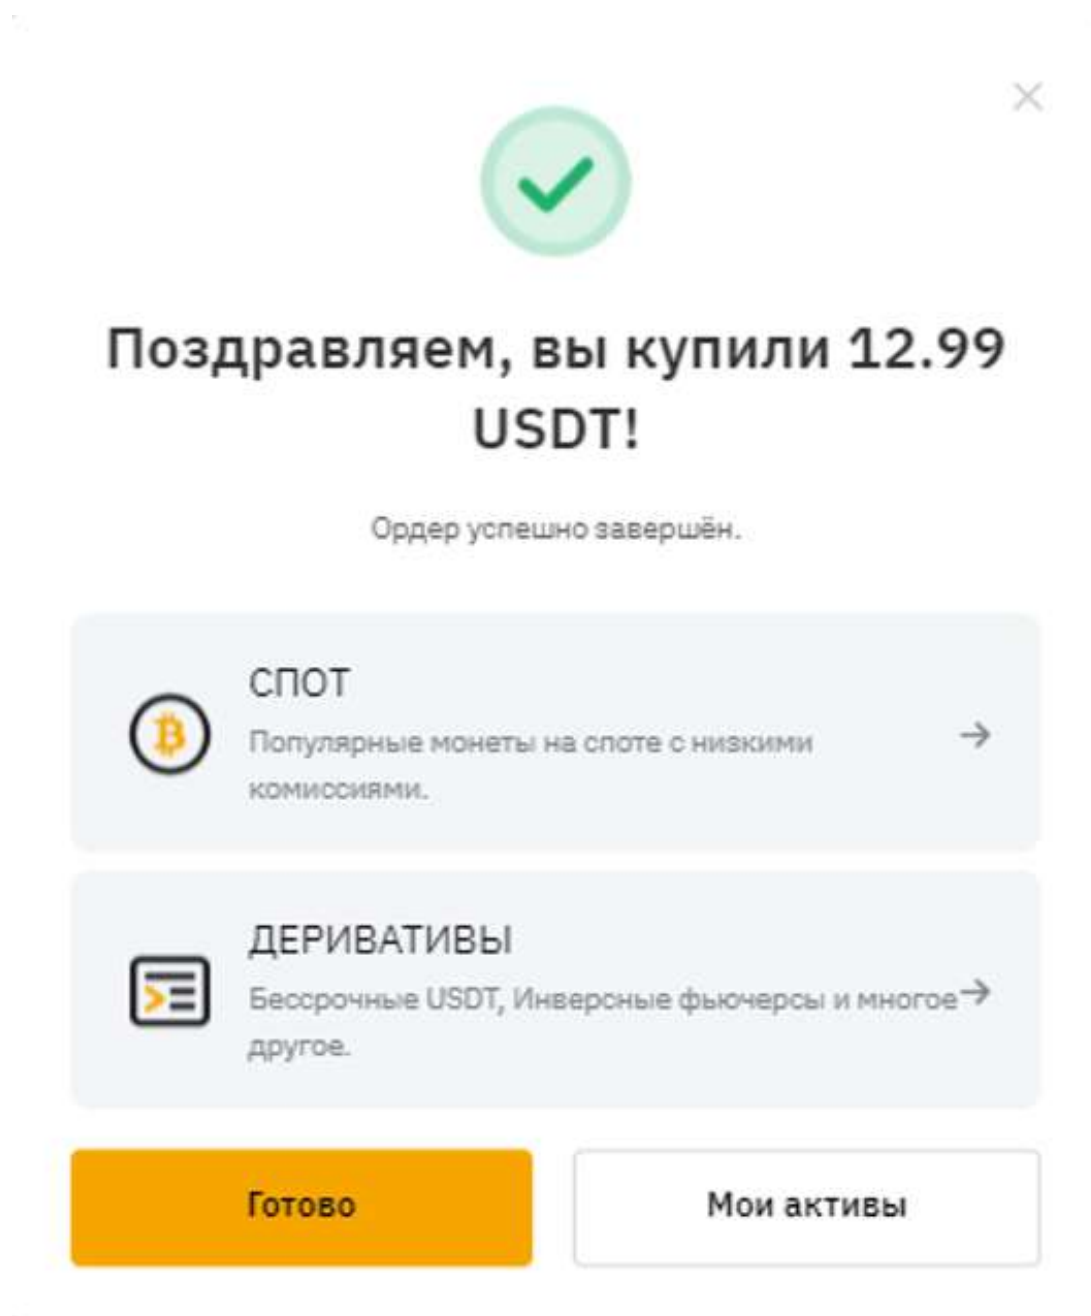 Поздравляем, вы купили 12.99
USDT!
Ордер успешно завершён.
СПОТ
Популярные монеты на споте с низкими
комиссиями.
ДЕРИВАТИВЫ
Бессрочные USDT, Инверсные фьючерсы и многое
другое.
Готово
Мои активы